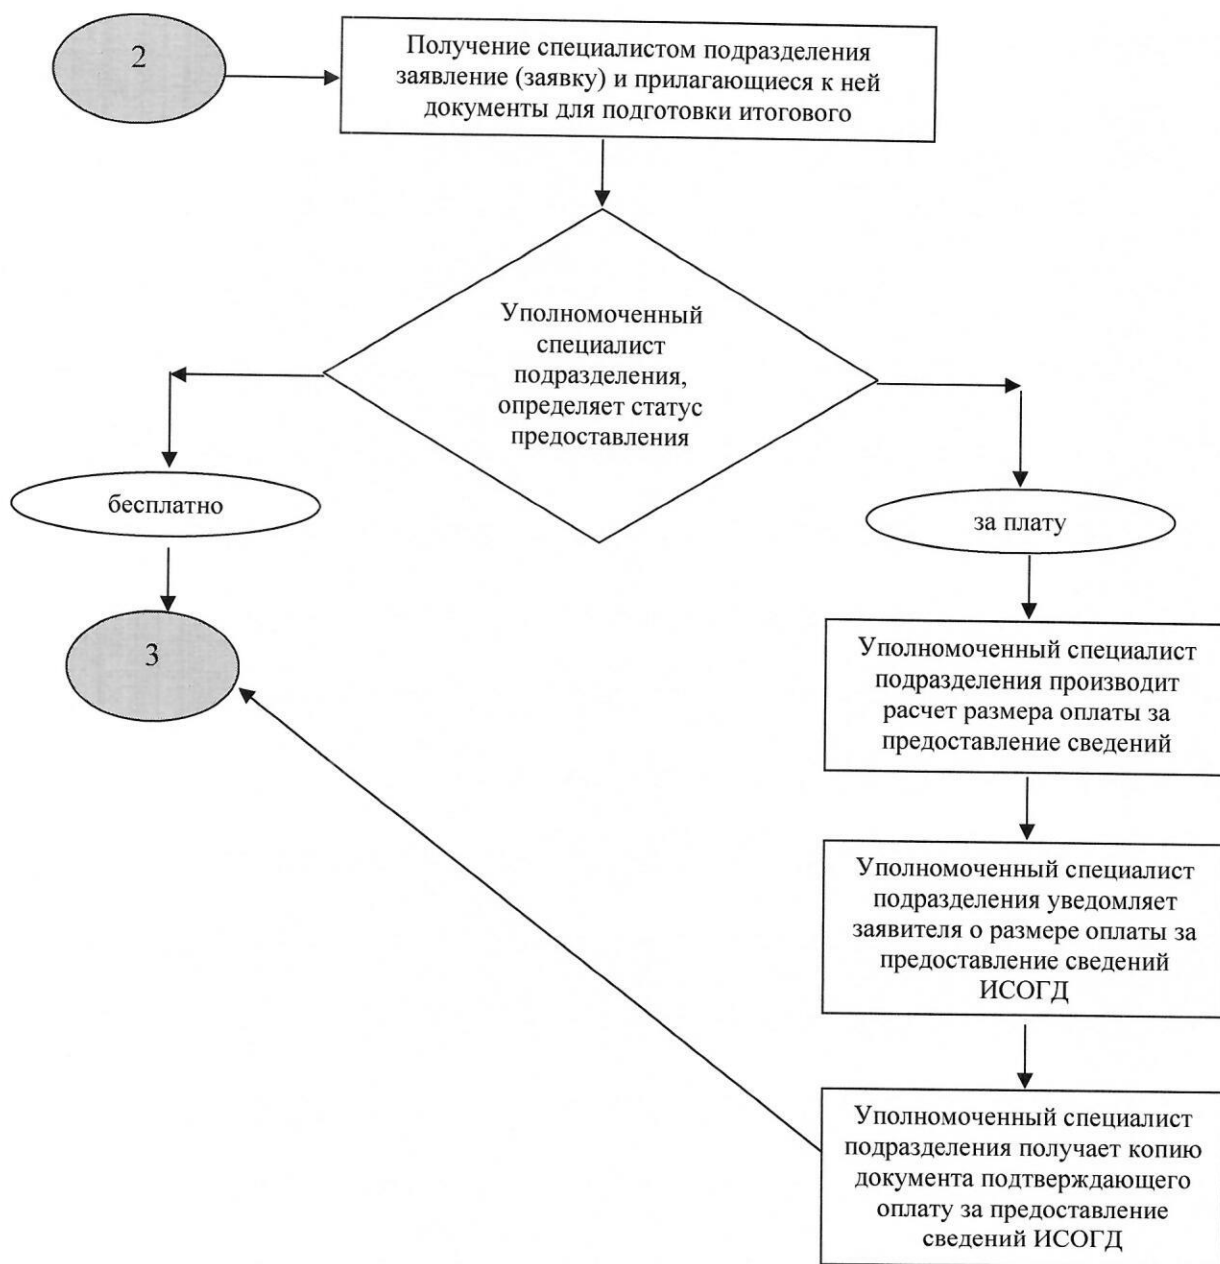 2
Получение специалистом подразделения
заявление (заявку) и прилагающиеся к ней
документы для подготовки итогового
Уполномоченный
специалист
подразделения,
определяет статус
предоставления
бесплатно
за плату
3
Уполномоченный специалист
подразделения производит
расчет размера оплаты за
предоставление сведений
Уполномоченный специалист
подразделения уведомляет
заявителя о размере оплаты за
предоставление сведений
ИСОГД
Уполномоченный специалист
подразделения получает копию
документа подтверждающего
оплату за предоставление
сведений ИСОГД